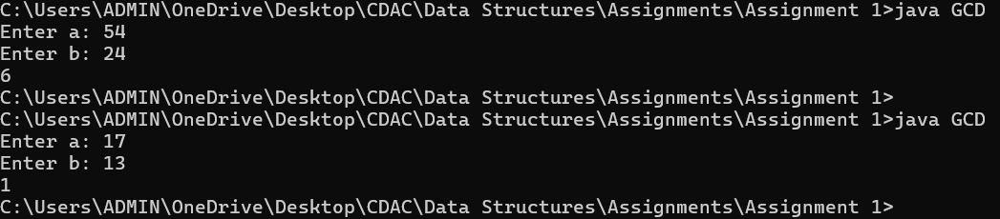 C:\Users\ADMIN\OneDrive\Desktop\CDAC\Data Structures\Assignments\Assignment 1>java GCD
Enter a: 54
Enter b: 24
6
C:\Users\ADMIN\OneDrive\Desktop\CDAC\Data Structures\Assignments\Assignment 1>
C:\Users\ADMIN\OneDrive\Desktop\CDAC\Data Structures\Assignments\Assignment 1>java GCD
Enter a: 17
Enter b: 13
1
C:\Users\ADMIN\OneDrive\Desktop\CDAC\Data Structures\Assignments\Assignment 1>